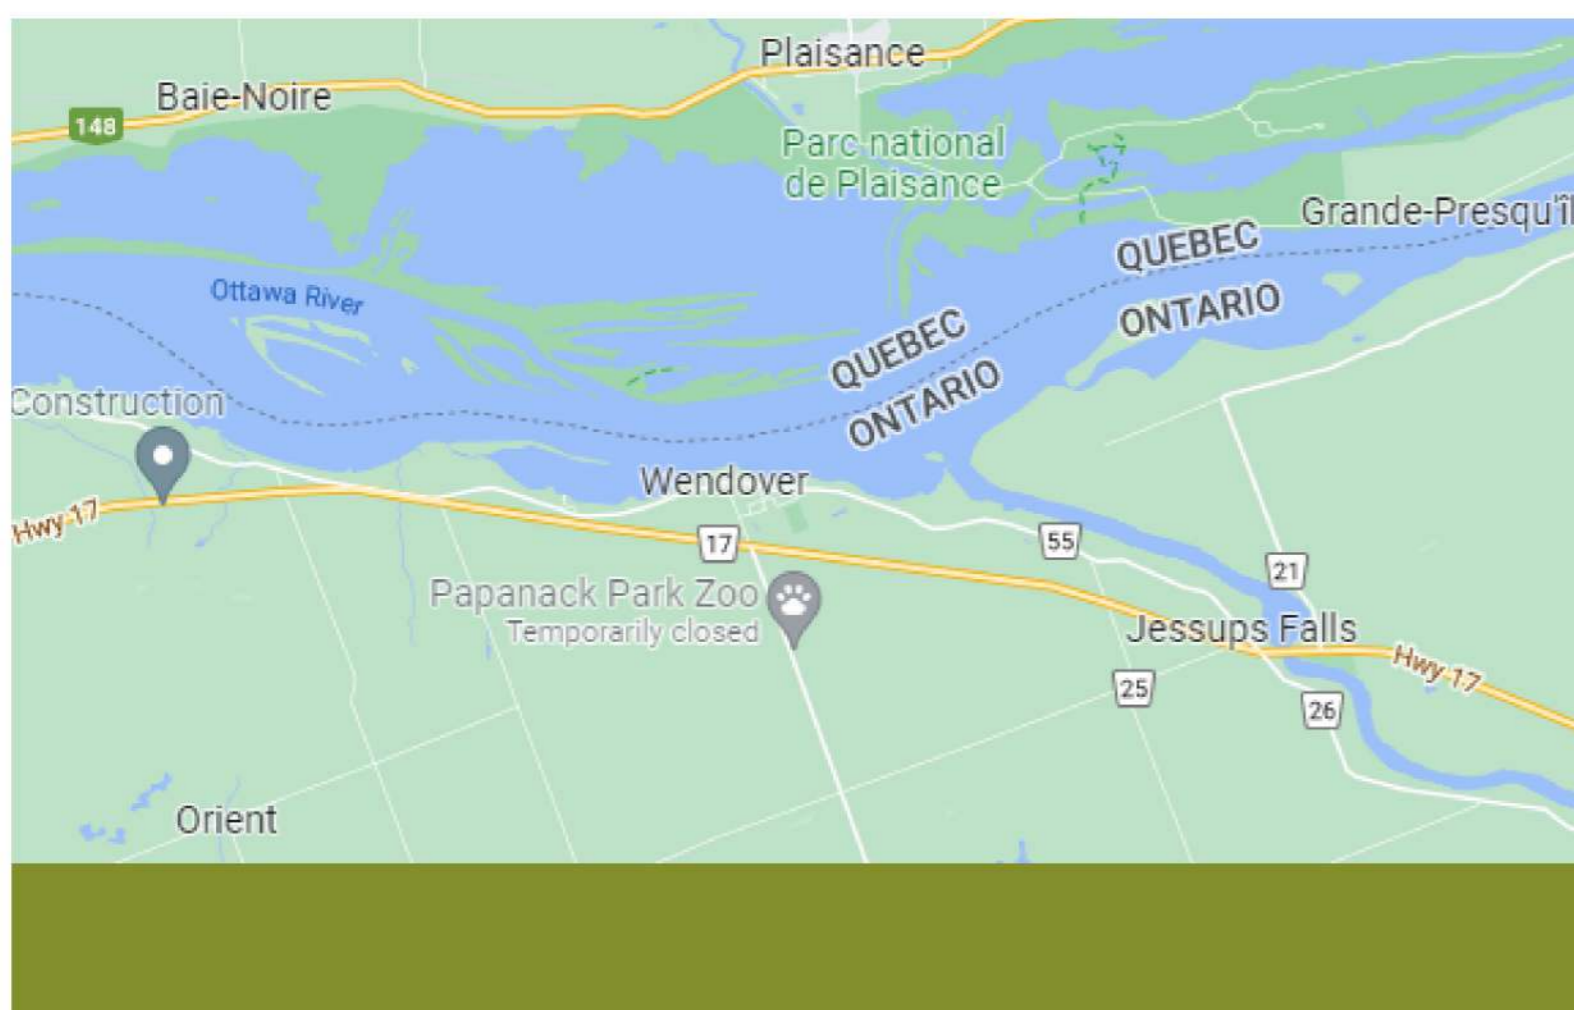 Plaisance
Baie-Noire
148
Parc national
de Plaisance
Grande-Presqu'îl
QUEBEC
ONTARIO
Ottawa River
QUEBEC
ONTARIO
Construction
Wendover
Hwy 17
17
55
21
Papanack Park Zoo
Temporarily closed
Jessups Falls
Hwy 17
25
26
Orient